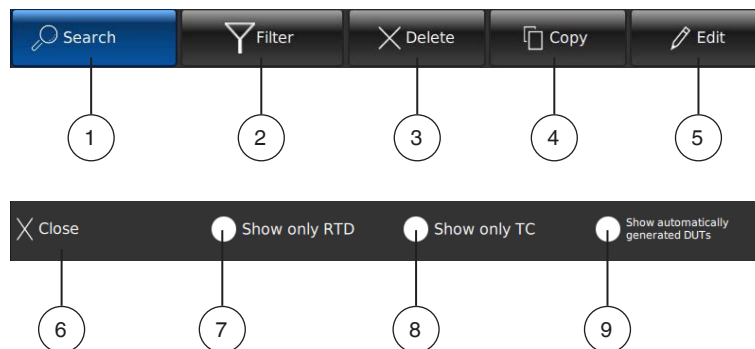 Search Filter Delete Copy Edit
1 2 3 4 5
Close Show only RTD Show only TC Show automatically
generated DUTs
6 7 8 9